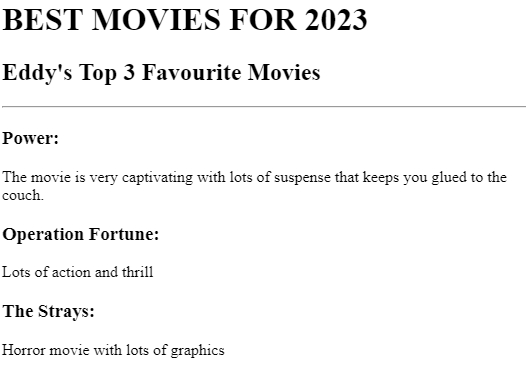 BEST MOVIES FOR 2023
Eddy's Top 3 Favourite Movies
Power:
The movie is very captivating with lots of suspense that keeps you glued to the
couch.
Operation Fortune:
Lots of action and thrill
The Strays:
Horror movie with lots of graphics